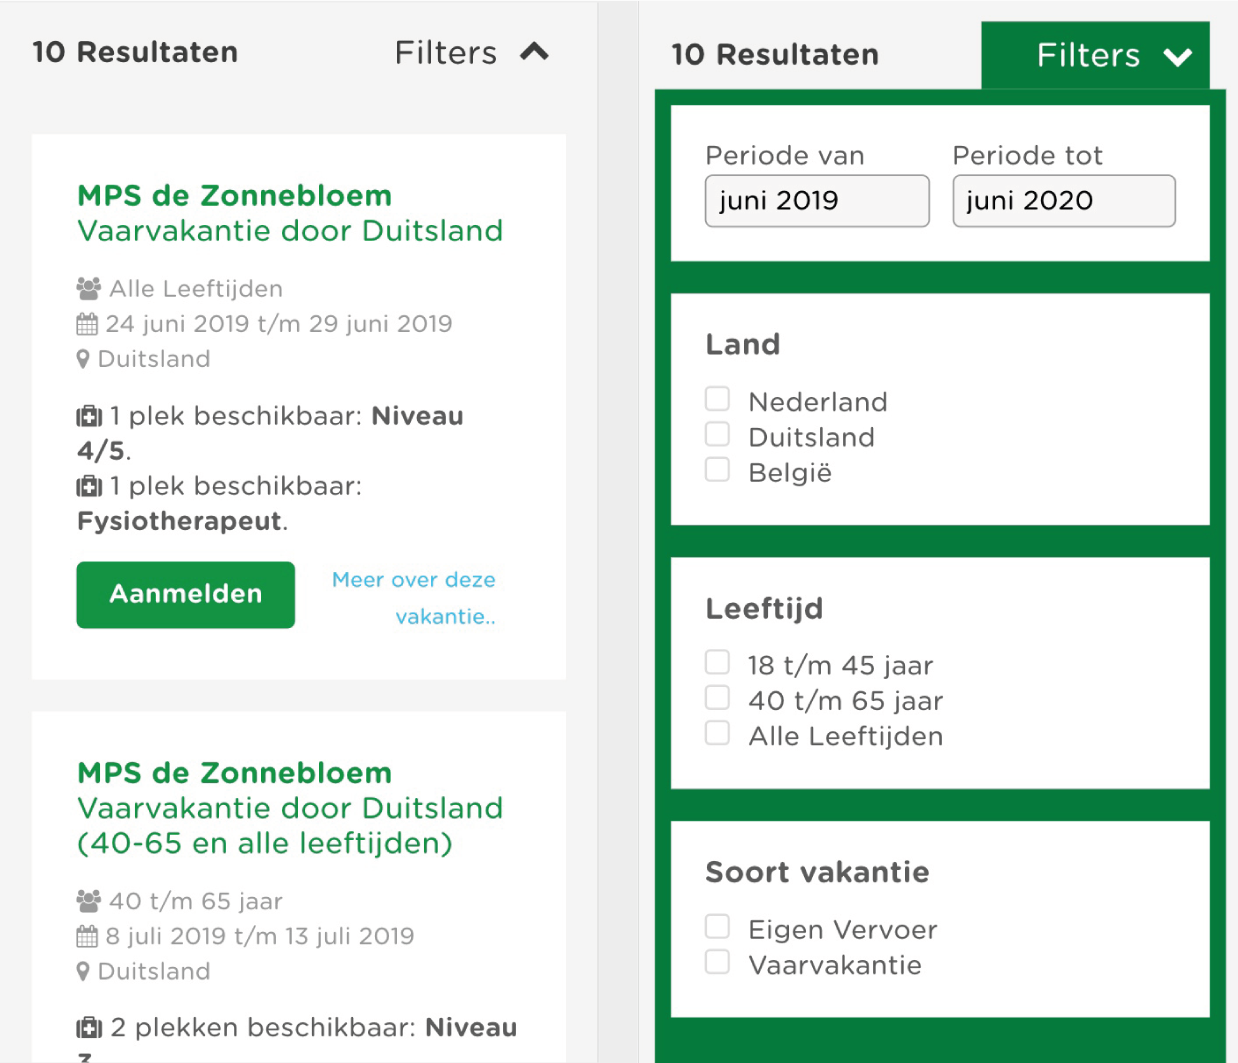 10 Resultaten
Filters
MPS de Zonnebloem
Vaarvakantie door Duitsland
Alle Leeftijden
24 juni 2019 t/m 29 juni 2019
Duitsland
1 plek beschikbaar: Niveau
4/5.
1 plek beschikbaar:
Fysiotherapeut.
Aanmelden
Meer over deze
vakantie..
MPS de Zonnebloem
Vaarvakantie door Duitsland
(40-65 en alle leeftijden)
40 t/m 65 jaar
8 juli 2019 t/m 13 juli 2019
Duitsland
2 plekken beschikbaar: Niveau
10 Resultaten
Filters
Periode van
Periode tot
juni 2019
juni 2020
Land
Nederland
Duitsland
België
Leeftijd
18 t/m 45 jaar
40 t/m 65 jaar
Alle Leeftijden
Soort vakantie
Eigen Vervoer
Vaarvakantie